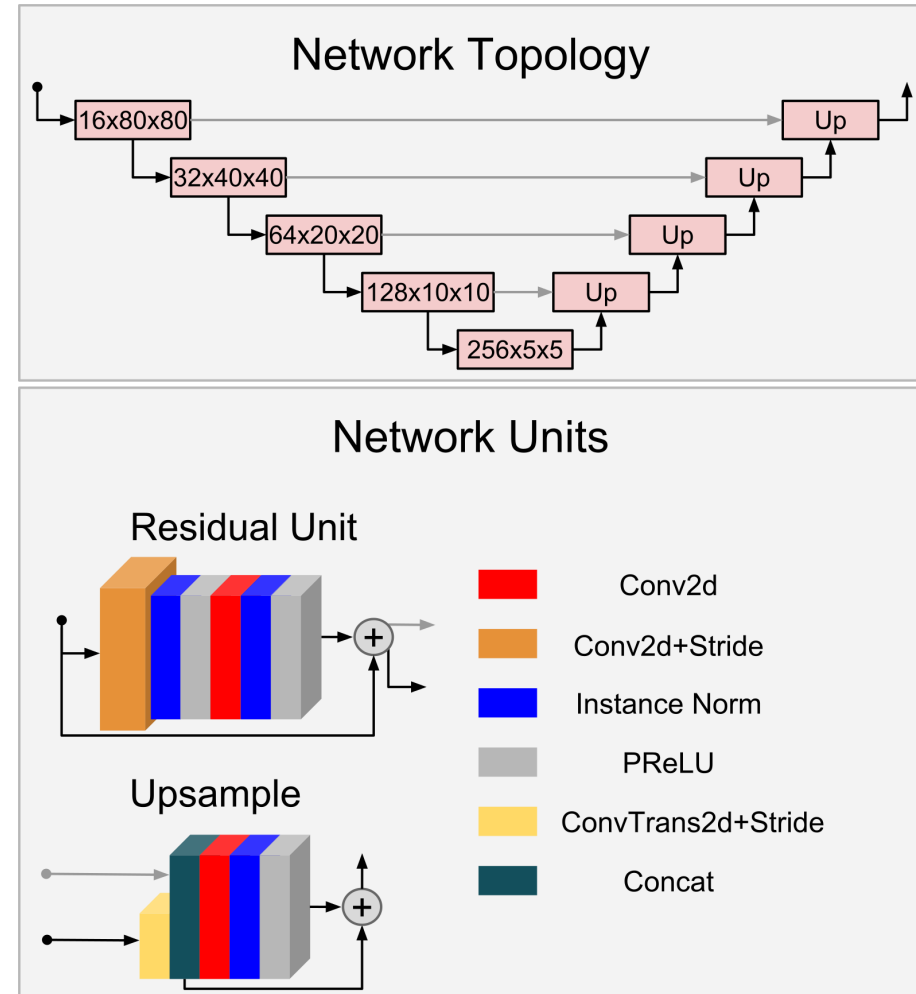 Network Topology
16x80x80
Up
32x40x40
Up
64x20x20
Up
128x10x10
Up
256x5x5
Network Units
Residual Unit
+
Conv2d
Conv2d+Stride
Instance Norm
PReLU
Upsample
ConvTrans2d+Stride
Concat
+